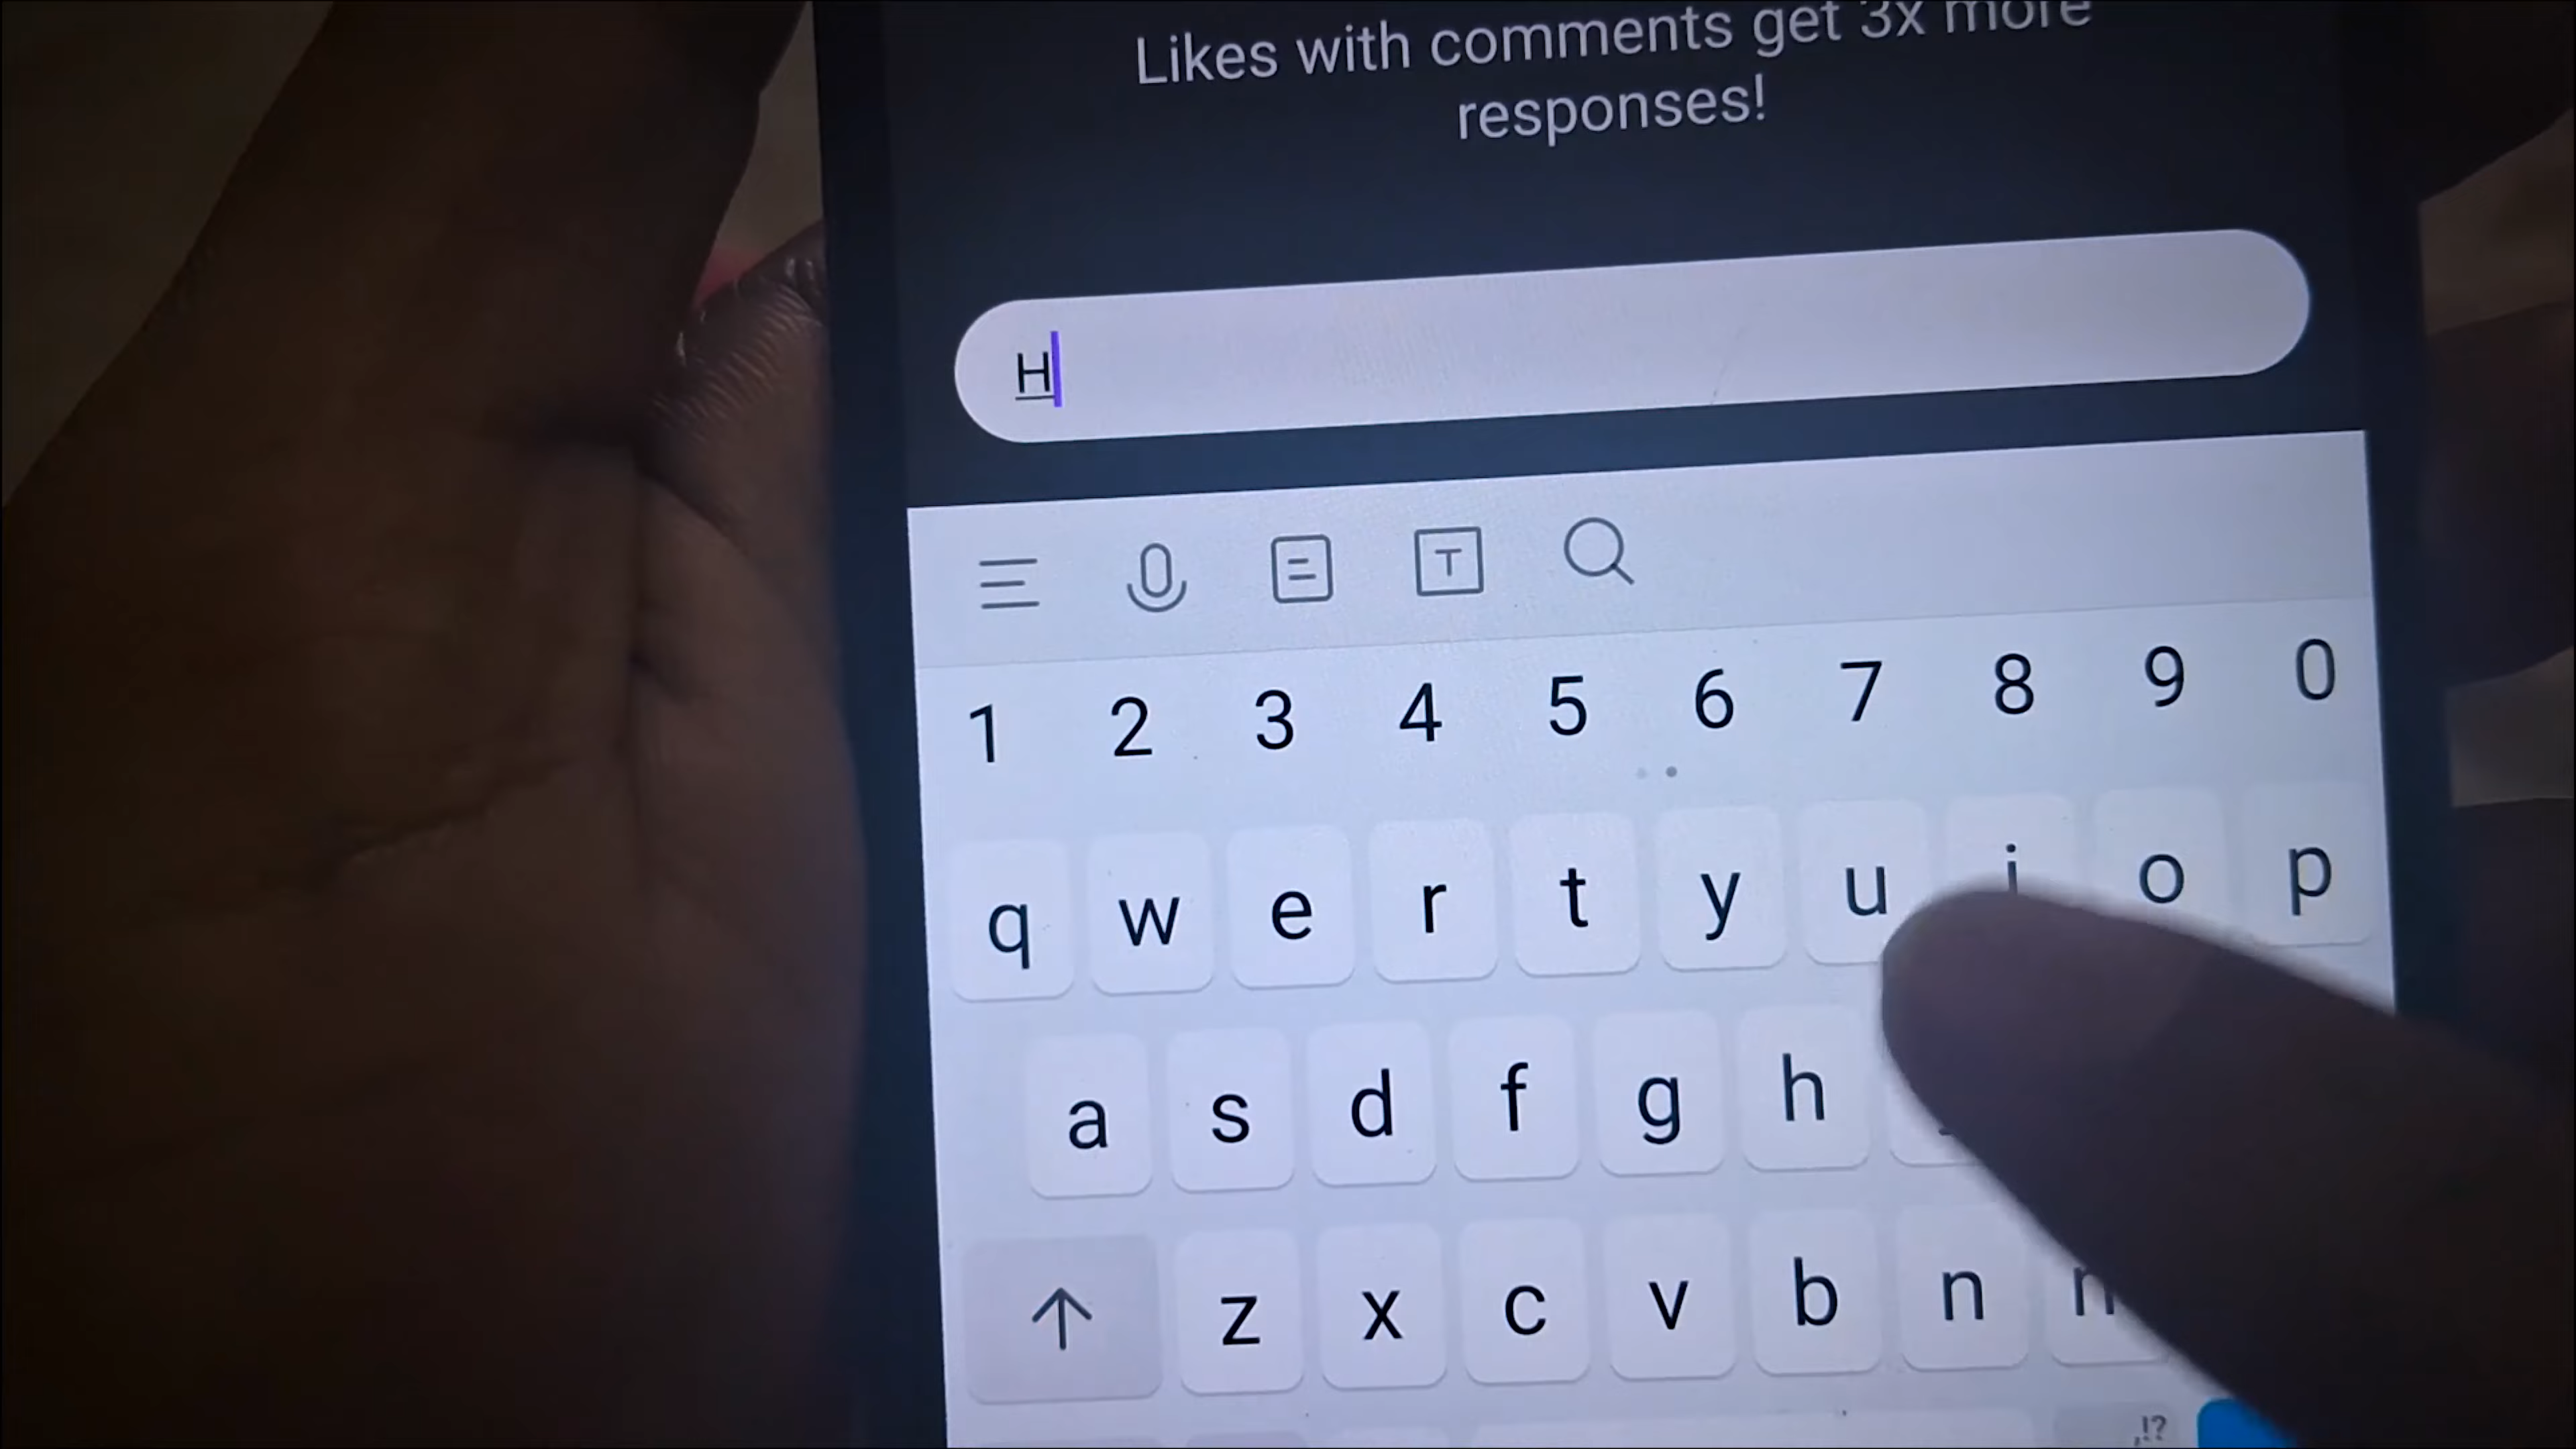 Likes with comments get 3x more
responses!
H
T
1 2 3 4 5 6 7 8 9 0
q w e r t y u i o p
a s d f g h
z x c v b n
,!?